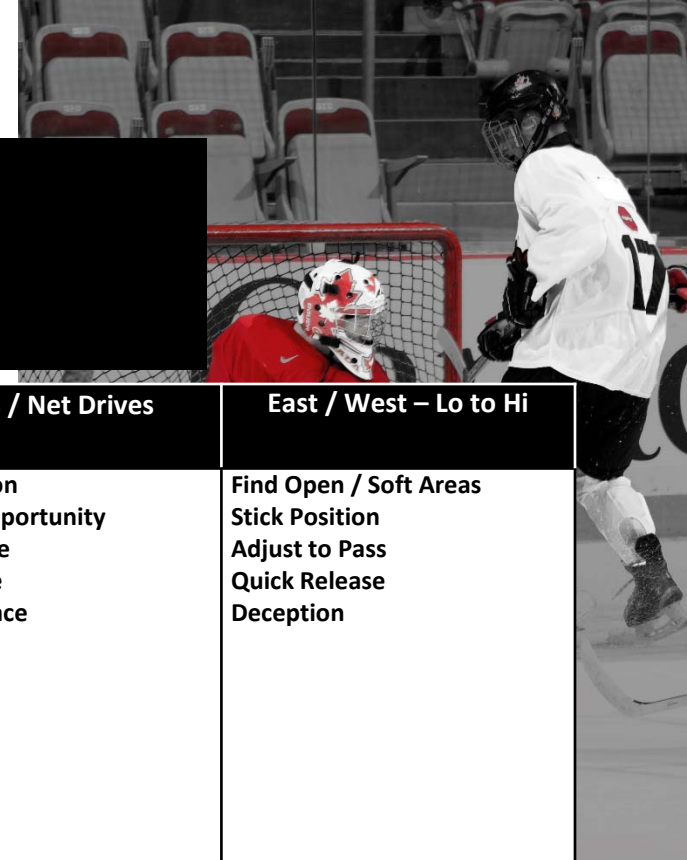 / Net Drives
East / West – Lo to Hi
on
portunity
e
e
nce
Find Open / Soft Areas
Stick Position
Adjust to Pass
Quick Release
Deception
17